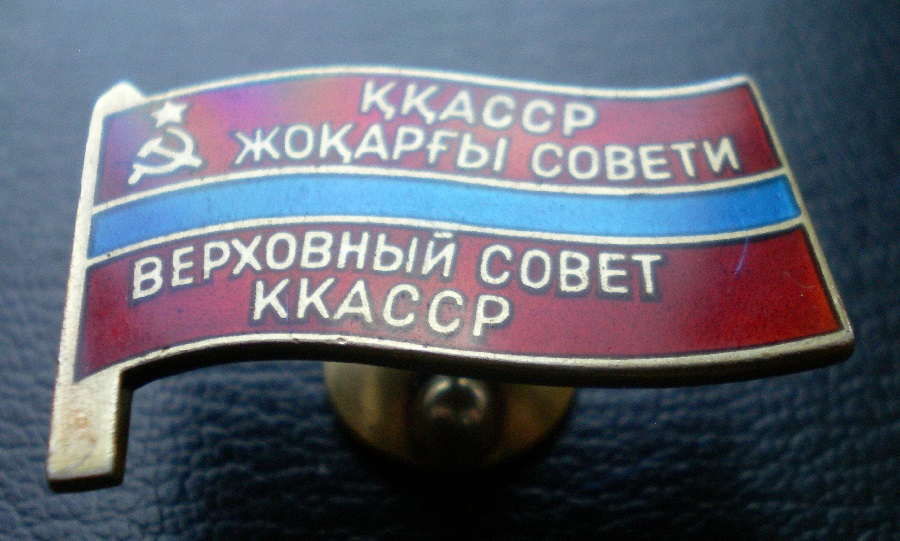 ҚҚАССР
ЖОҚАРҒЫ СОВЕТИ
ВЕРХОВНЫЙ СОВЕТ
ККАССР